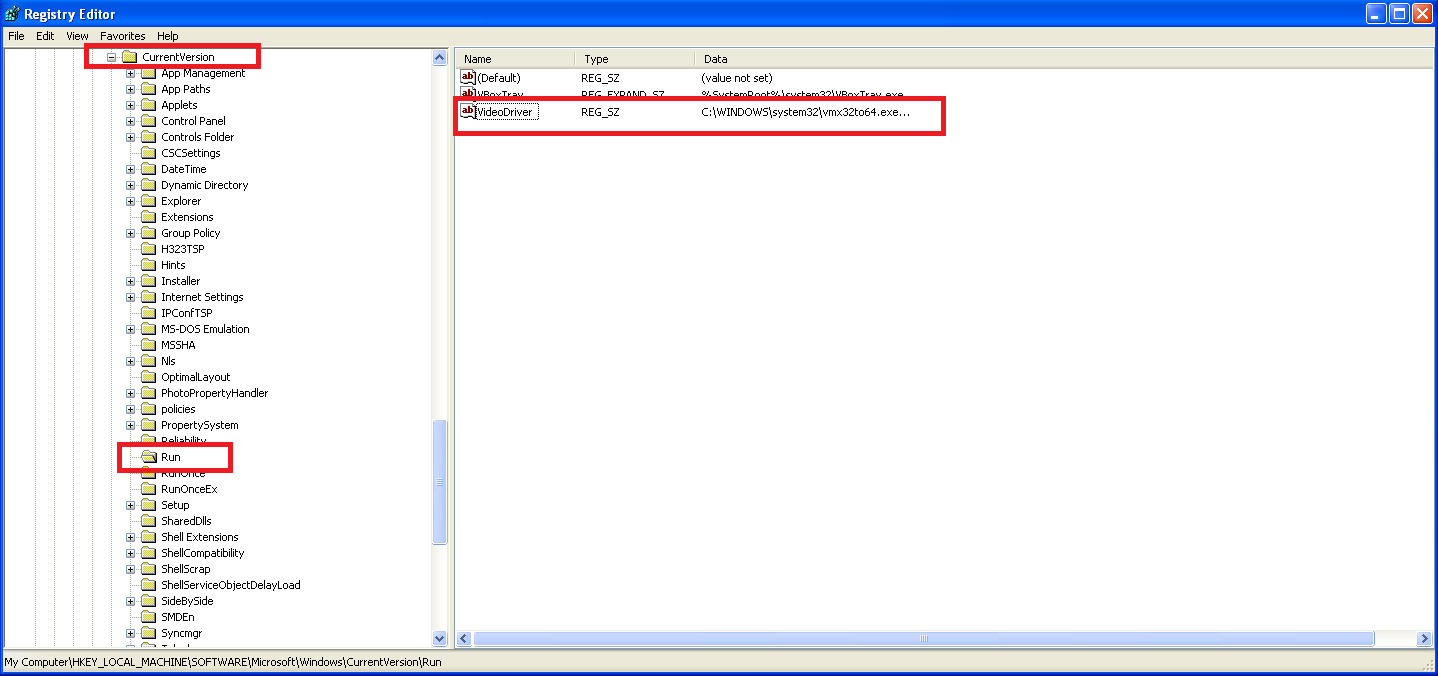 Registry Editor
File Edit View Favorites Help
CurrentVersion
App Management
App Paths
Applets
Control Panel
Controls Folder
CSCSettings
DateTime
Dynamic Directory
Explorer
Extensions
Group Policy
H323TSP
Hints
Installer
Internet Settings
IPConfTSP
MS-DOS Emulation
MSSHA
Nls
OptimalLayout
PhotoPropertyHandler
policies
PropertySystem
Reliability
Run
RunOnce
RunOnceEx
Setup
SharedDlls
Shell Extensions
ShellCompatibility
ShellScrap
ShellServiceObjectDelayLoad
SideBySide
SMDEn
Syncmgr
Name Type Data
ab (Default) REG_SZ (value not set)
ab VBoxTray REG_EXPAND_SZ %SystemRoot%\system32\VBoxTray.exe
ab VideoDriver REG_SZ C:\WINDOWS\system32\vmx32to64.exe...
My Computer\HKEY_LOCAL_MACHINE\SOFTWARE\Microsoft\Windows\CurrentVersion\Run